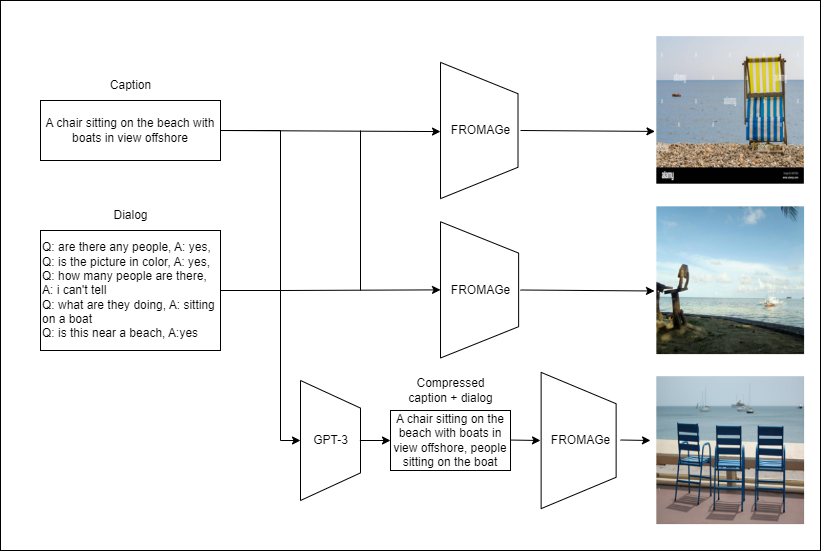 Caption
A chair sitting on the beach with
boats in view offshore
FROMAGe
alamy
alamy
Dialog
Q: are there any people, A: yes,
Q: is the picture in color, A: yes,
Q: how many people are there,
A: i can't tell
Q: what are they doing, A: sitting
on a boat
Q: is this near a beach, A:yes
FROMAGe
Compressed
caption + dialog
GPT-3
A chair sitting on the
beach with boats in
view offshore, people
sitting on the boat
FROMAGe